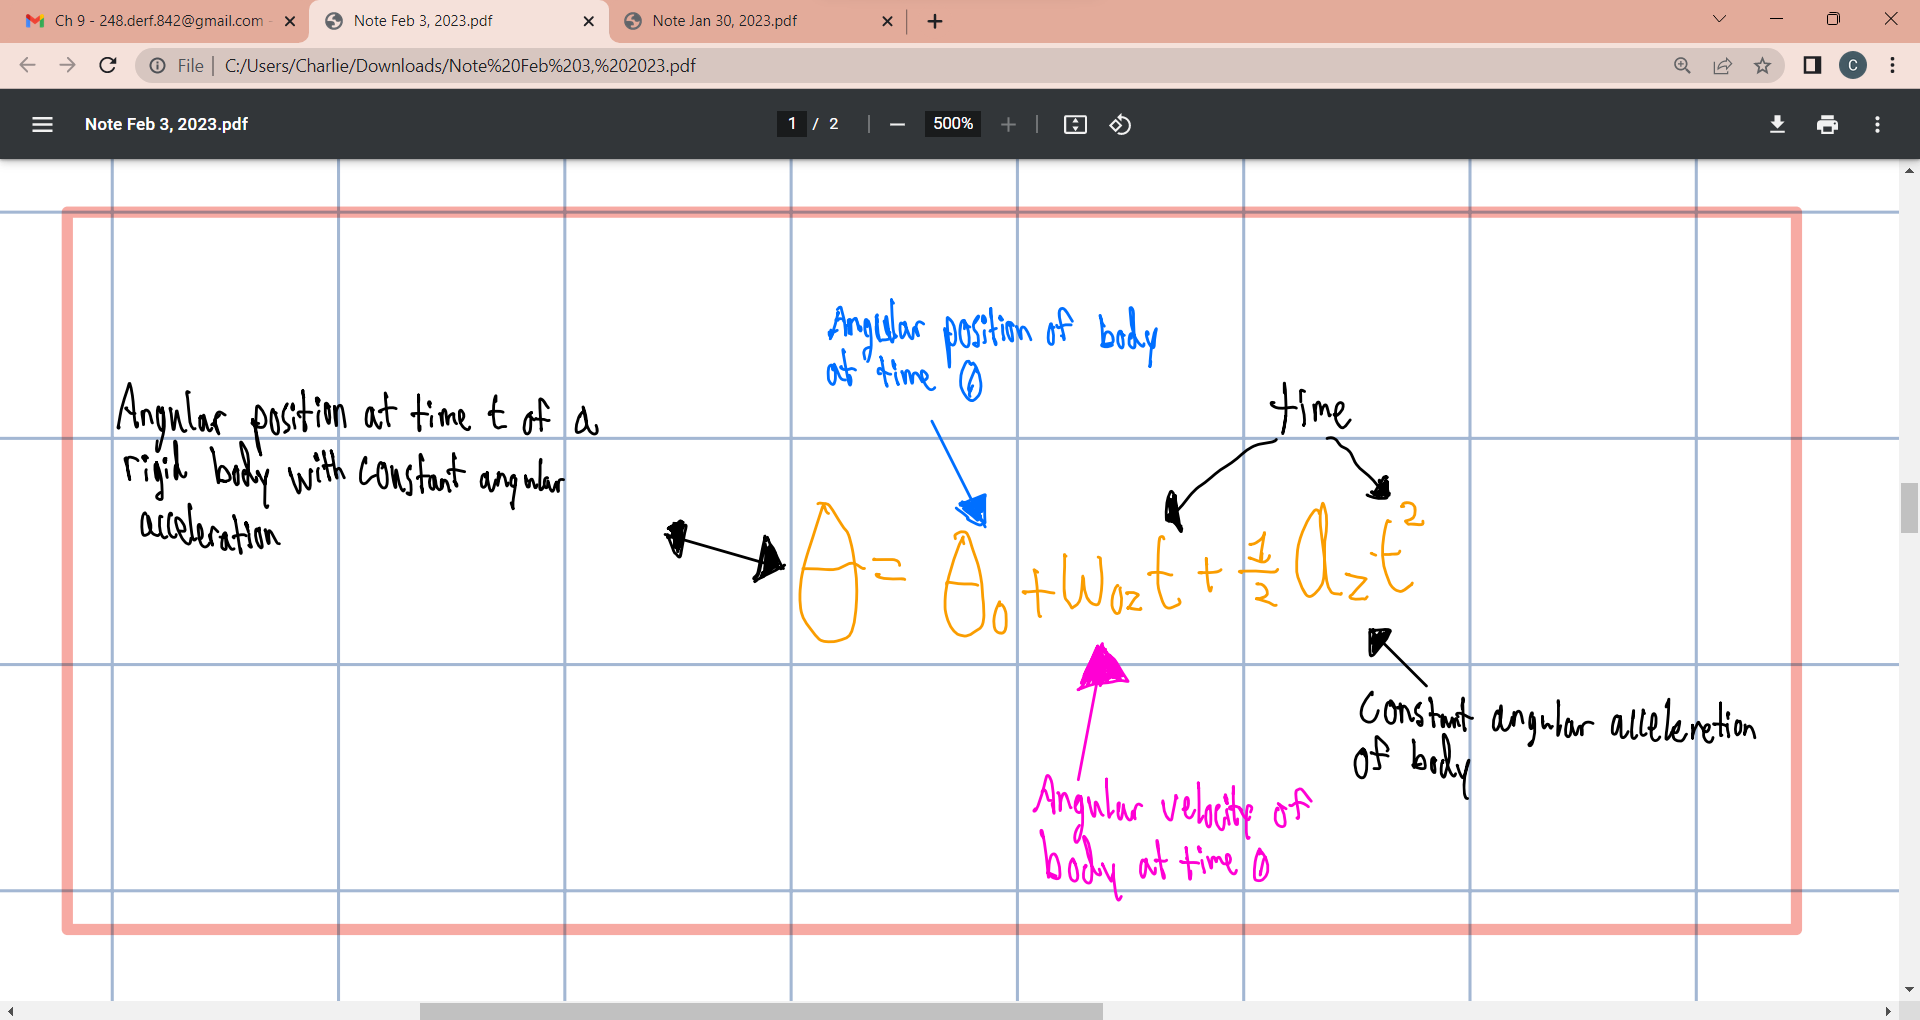 Ch 9 - 248.derf.842@gmail.com
Note Feb 3, 2023.pdf
Note Jan 30, 2023.pdf
File
C:/Users/Charlie/Downloads/Note%20Feb%203,%202023.pdf
C
Note Feb 3, 2023.pdf
1 / 2
500%
Angular position of body
at time 0
time
Angular position at time t of a
rigid body with constant angular
acceleration
θ = θ₀ + ω₀z t + 1/2 αz t²
Constant angular acceleretion
of body
Angular velocity of
body at time 0